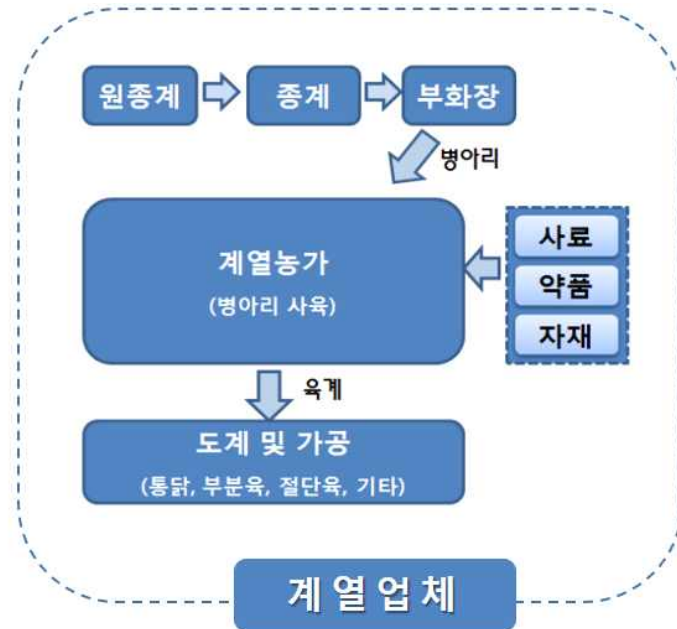 원종계
종계
부화장
병아리
계열농가
(병아리 사육)
사료
약품
자재
육계
도계 및 가공
(통닭, 부분육, 절단육, 기타)
계열업체